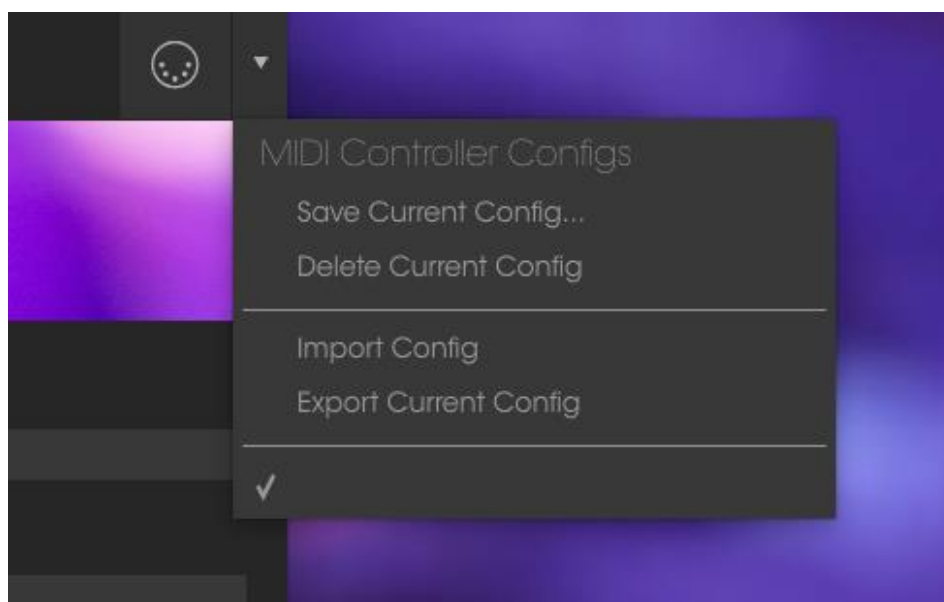 MIDI Controller Configs
Save Current Config...
Delete Current Config
Import Config
Export Current Config